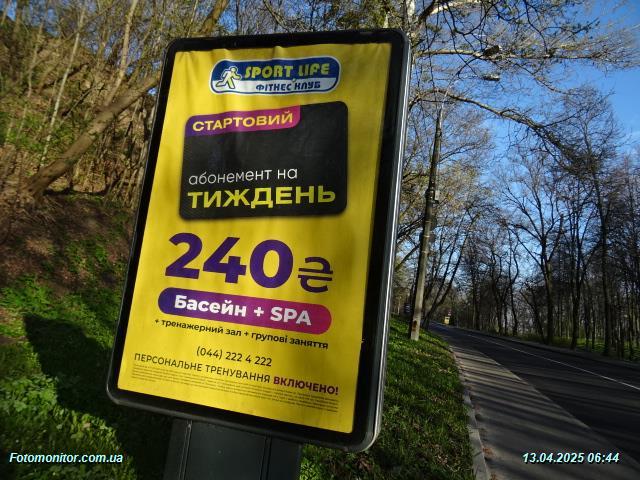 SPORT LIFE
ФІТНЕС КЛУБ
СТАРТОВИЙ
абонемент на
ТИЖДЕНЬ
240 ₴
Басейн + SPA
+ тренажерний зал + групові заняття
(044) 222 4 222
ПЕРСОНАЛЬНЕ ТРЕНУВАННЯ ВКЛЮЧЕНО!
Fotomonitor.com.ua
13.04.2025 06:44